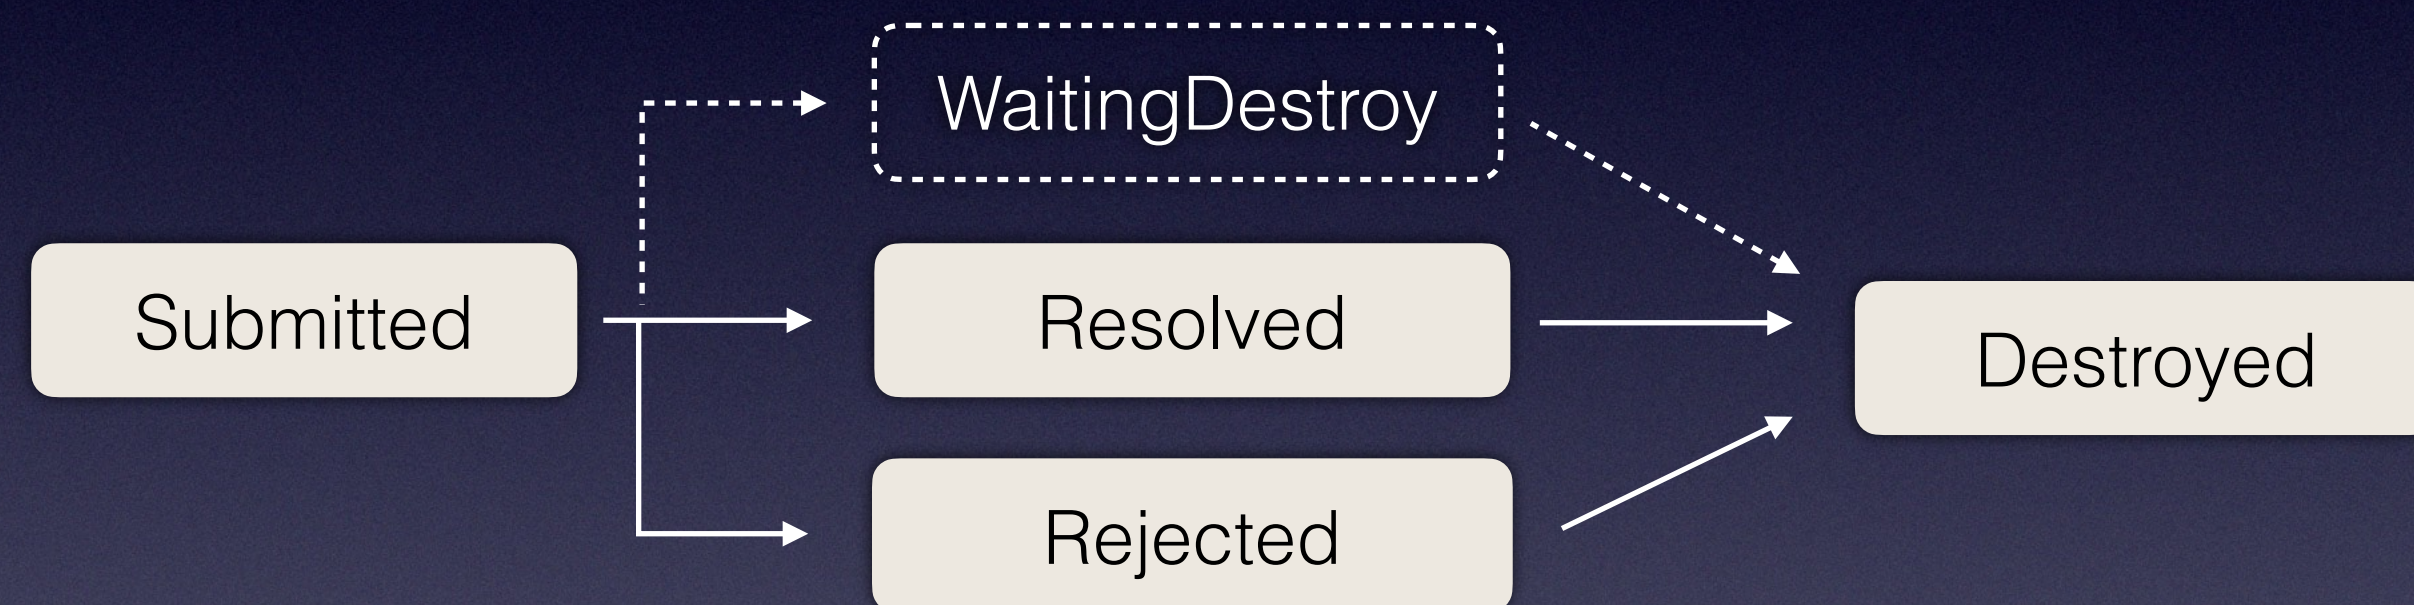 WaitingDestroy
Submitted
Resolved
Destroyed
Rejected